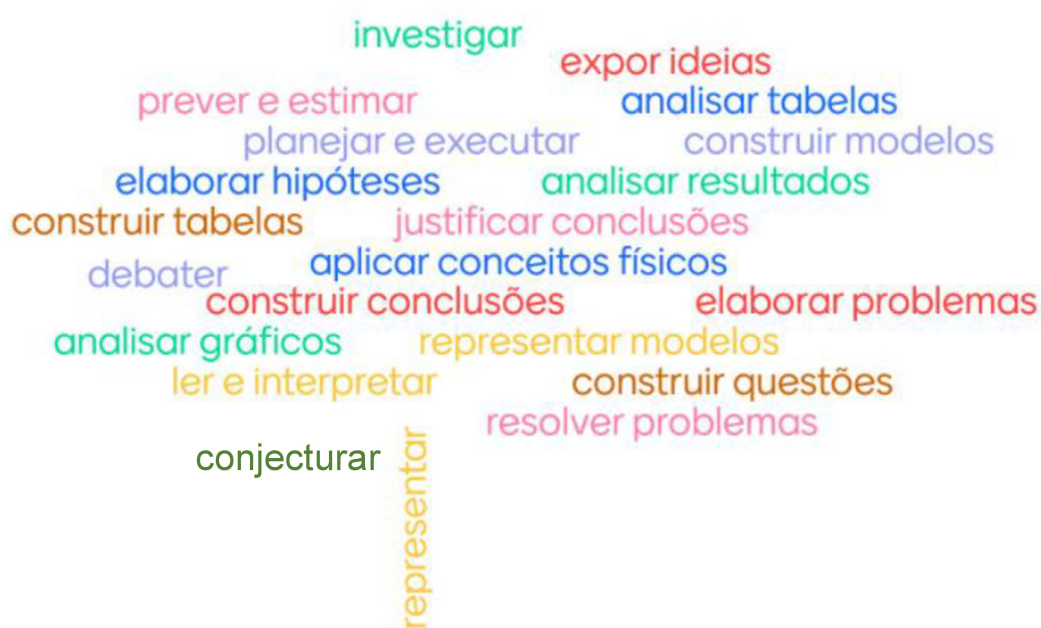 investigar
expor ideias
prever e estimar
analisar tabelas
planejar e executar
construir modelos
elaborar hipóteses
analisar resultados
construir tabelas
justificar conclusões
debater
aplicar conceitos físicos
construir conclusões
elaborar problemas
analisar gráficos
representar modelos
ler e interpretar
construir questões
resolver problemas
conjecturar
representar